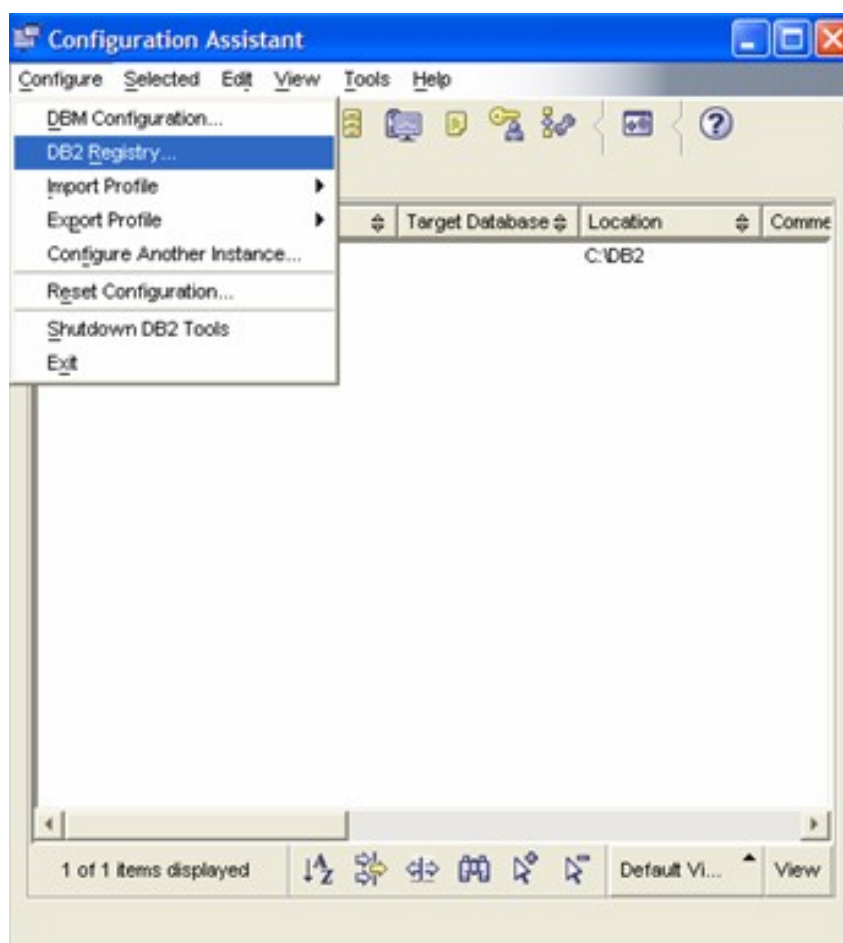 Configuration Assistant
Configure Selected Edit View Tools Help
DBM Configuration...
DB2 Registry...
Import Profile
Export Profile
Configure Another Instance...
Reset Configuration...
Shutdown DB2 Tools
Exit
Target Database Location Comme
C:\DB2
1 of 1 items displayed Default Vi... View